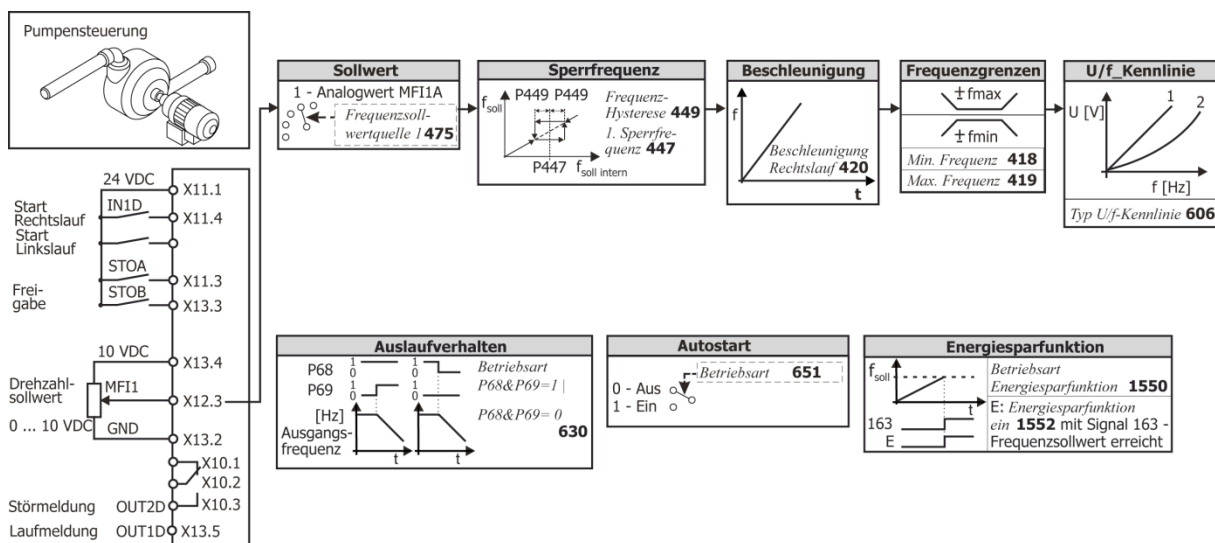 Pumpensteuerung
Sollwert
1 - Analogwert MFI1A
Frequenzsoll-
wertquelle 1 475
Sperrfrequenz
P449 P449
fsoll
P447
fsoll intern
Frequenz-
Hysterese 449
1. Sperrfre-
quenz 447
Beschleunigung
f
Beschleunigung
Rechtslauf 420
t
Frequenzgrenzen
± fmax
± fmin
Min. Frequenz 418
Max. Frequenz 419
U/f_Kennlinie
U [V]
1
2
f [Hz]
Typ U/f-Kennlinie 606
24 VDC
X11.1
Start
Rechtslauf
IN1D
X11.4
Start
Linkslauf
STOA
X11.3
Frei-
gabe
STOB
X13.3
10 VDC
X13.4
Drehzahl-
sollwert
MFI1
X12.3
0 ... 10 VDC
GND
X13.2
X10.1
X10.2
Störmeldung OUT2D X10.3
Laufmeldung OUT1D X13.5
Auslaufverhalten
P68 1 0 1 0
P69 1 0 1 0
[Hz]
Ausgangs-
frequenz
t
t
Betriebsart
P68&P69=1 |
P68&P69= 0
630
Autostart
Betriebsart 651
0 - Aus
1 - Ein
Energiesparfunktion
fsoll
t
163
E
Betriebsart
Energiesparfunktion 1550
E: Energiesparfunktion
ein 1552 mit Signal 163 -
Frequenzsollwert erreicht